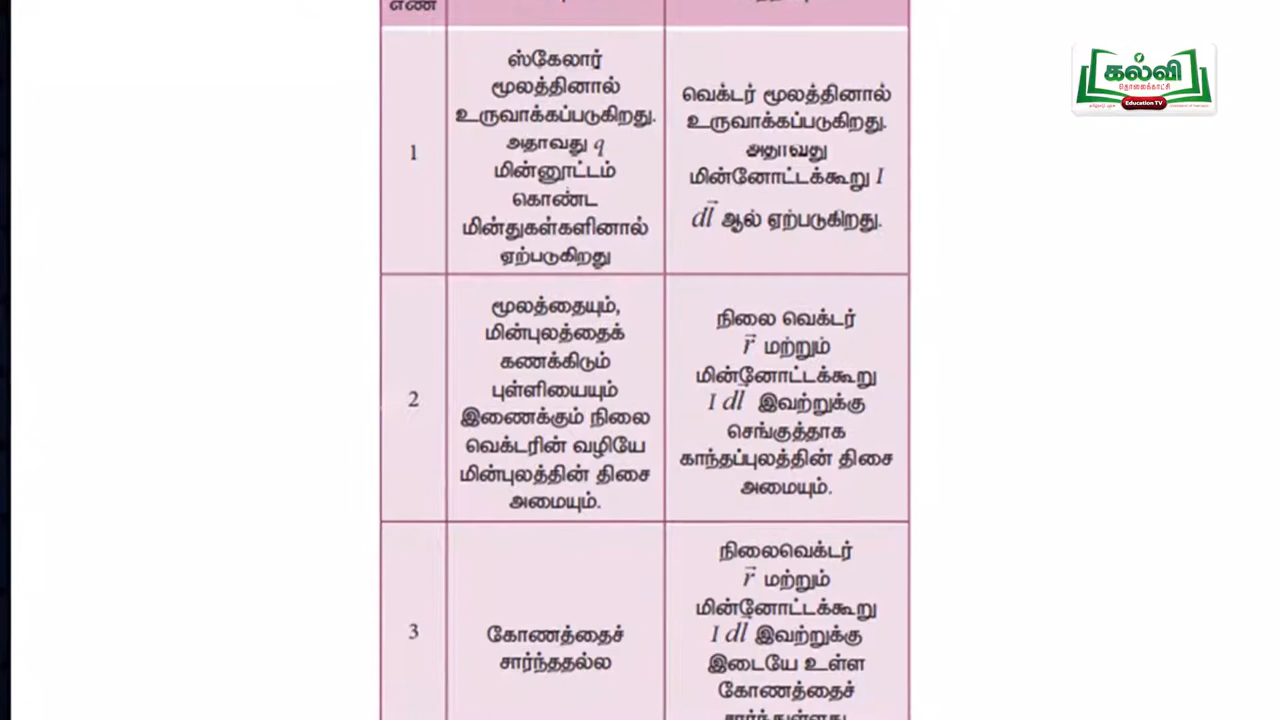 எண்
1
ஸ்கேலார்
மூலத்தினால்
உருவாக்கப்படுகிறது.
அதாவது q
மின்னூட்டம்
கொண்ட
மின்துகள்களினால்
ஏற்படுகிறது
வெக்டர் மூலத்தினால்
உருவாக்கப்படுகிறது.
அதாவது
மின்னோட்டக்கூறு I
dl⃗ ஆல் ஏற்படுகிறது.
2
மூலத்தையும்,
மின்புலத்தைக்
கணக்கிடும்
புள்ளியையும்
இணைக்கும் நிலை
வெக்டரின் வழியே
மின்புலத்தின் திசை
அமையும்.
நிலை வெக்டர்
r⃗ மற்றும்
மின்னோட்டக்கூறு
I dl⃗ இவற்றுக்கு
செங்குத்தாக
காந்தப்புலத்தின் திசை
அமையும்.
3
கோணத்தைச்
சார்ந்ததல்ல
நிலைவெக்டர்
r⃗ மற்றும்
மின்னோட்டக்கூறு
I dl⃗ இவற்றுக்கு
இடையே உள்ள
கோணத்தைச்
சார்ந்துள்ளது
கல்வி
தொலைக்காட்சி
Education TV